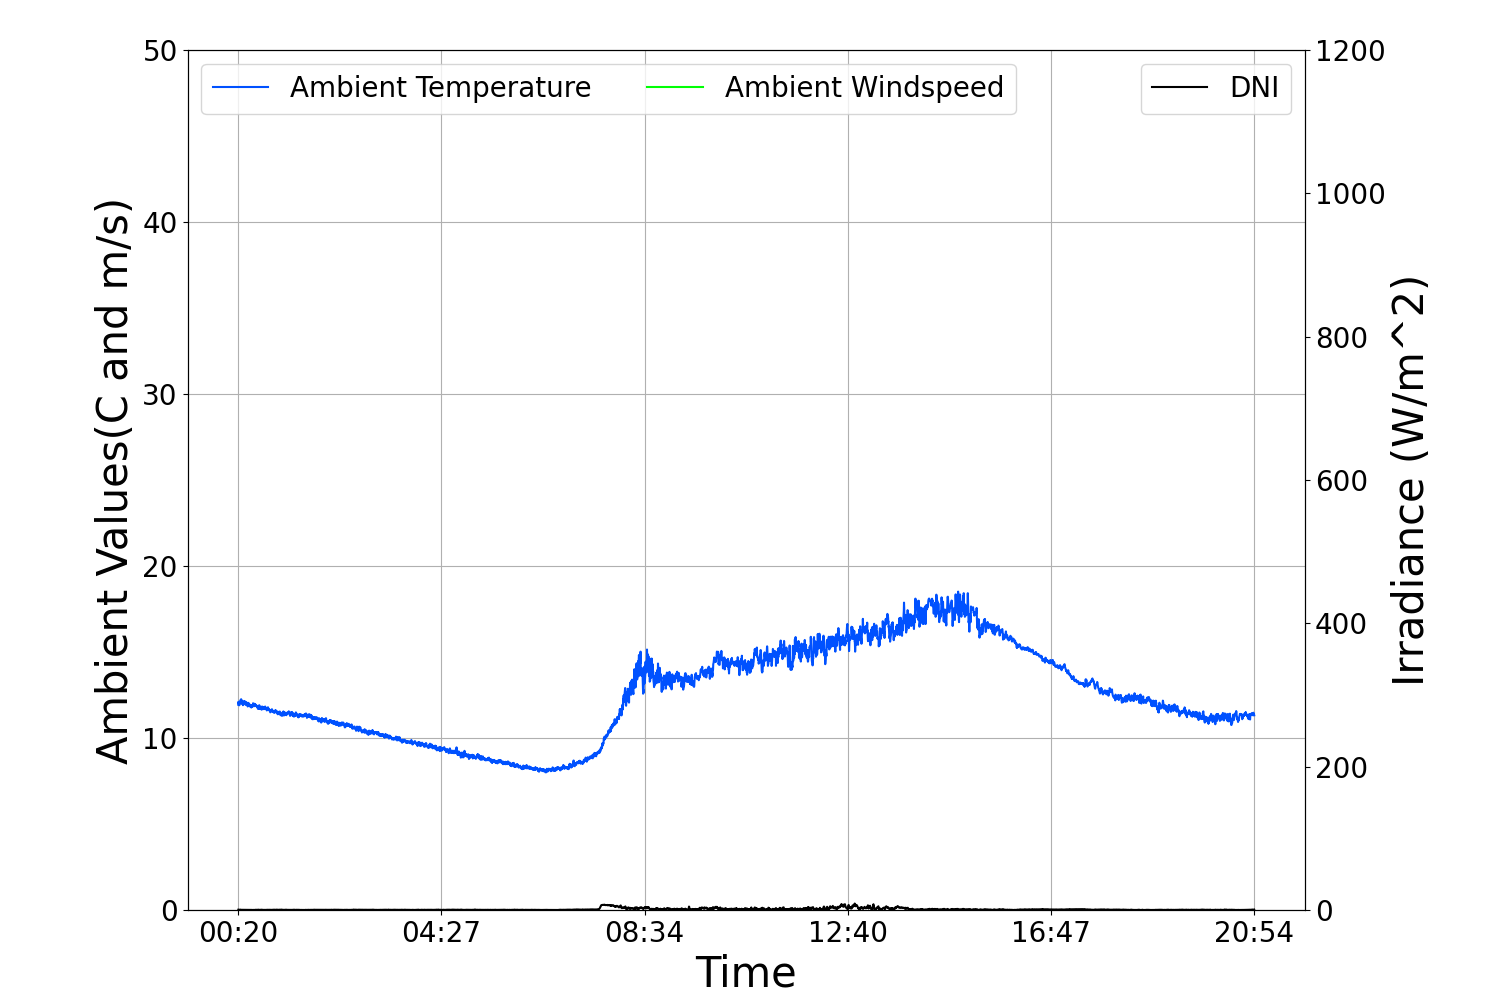 50
40
30
20
10
0
Ambient Values(C and m/s)
Ambient Temperature
Ambient Windspeed
DNI
1200
1000
800
600
400
200
0
Irradiance (W/m^2)
00:20 04:27 08:34 12:40 16:47 20:54
Time